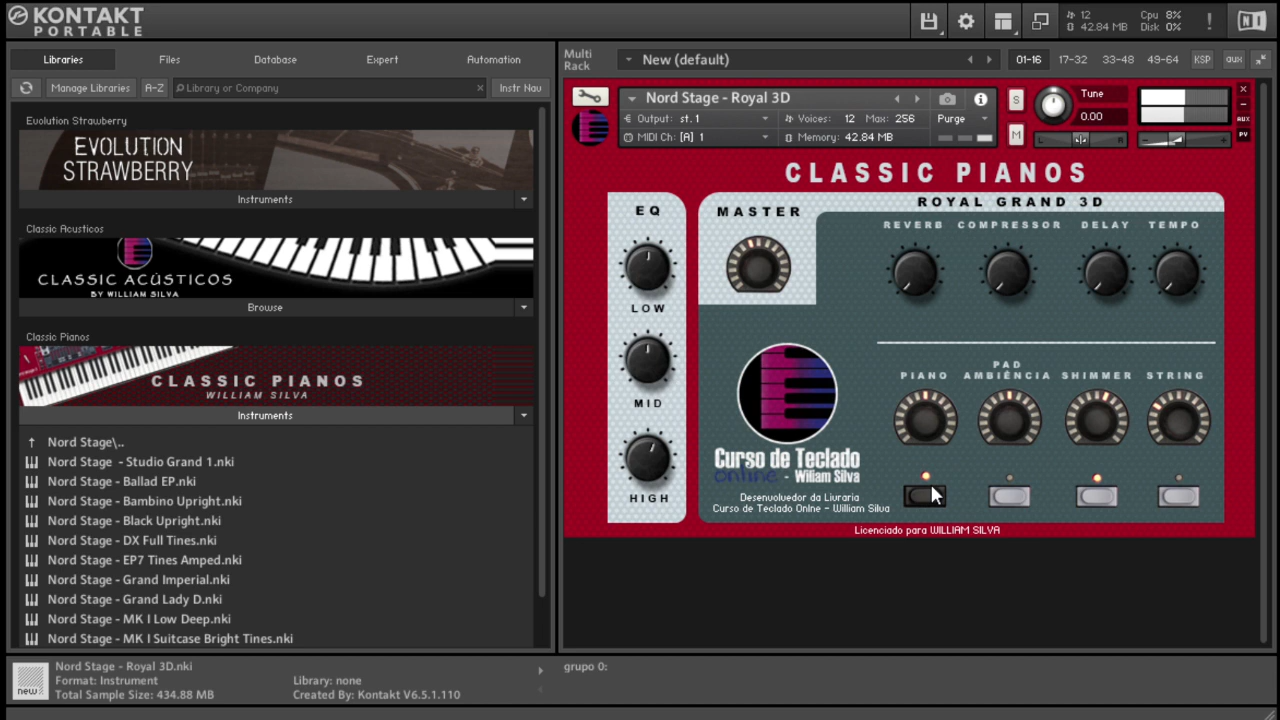 KONTAKT
PORTABLE
12
42.84 MB
Cpu 8%
Disk 0%
!
NI
Libraries
Files
Database
Expert
Automation
Manage Libraries
A-Z
Library or Company
Instr Nav
Evolution Strawberry
EVOLUTION
STRAWBERRY
Instruments
Classic Acusticos
CLASSIC ACÚSTICOS
BY WILLIAM SILVA
Browse
Classic Pianos
CLASSIC PIANOS
WILLIAM SILVA
Instruments
Nord Stage\..
Nord Stage  - Studio Grand 1.nki
Nord Stage - Ballad EP.nki
Nord Stage - Bambino Upright.nki
Nord Stage - Black Upright.nki
Nord Stage - DX Full Tines.nki
Nord Stage - EP7 Tines Amped.nki
Nord Stage - Grand Imperial.nki
Nord Stage - Grand Lady D.nki
Nord Stage - MK I Low Deep.nki
Nord Stage - MK I Suitcase Bright Tines.nki
new
Nord Stage - Royal 3D.nki
Format: Instrument
Total Sample Size: 434.88 MB
Library: none
Created By: Kontakt V6.5.1.110
Multi
Rack
New (default)
01-16
17-32
33-48
49-64
KSP
aux
Nord Stage - Royal 3D
Output: st. 1
Voices: 12 Max: 256
Purge
MIDI Ch: [A] 1
Memory: 42.84 MB
S
M
Tune
0.00
L
R
AUX
PV
CLASSIC PIANOS
EQ
LOW
MID
HIGH
MASTER
ROYAL GRAND 3D
REVERB
COMPRESSOR
DELAY
TEMPO
PIANO
PAD
AMBIÊNCIA
SHIMMER
STRING
Curso de Teclado
online - Wiliam Silva
Desenvolvedor da Livraria
Curso de Teclado Onlne - William Silva
Licenciado para WILLIAM SILVA
grupo 0: